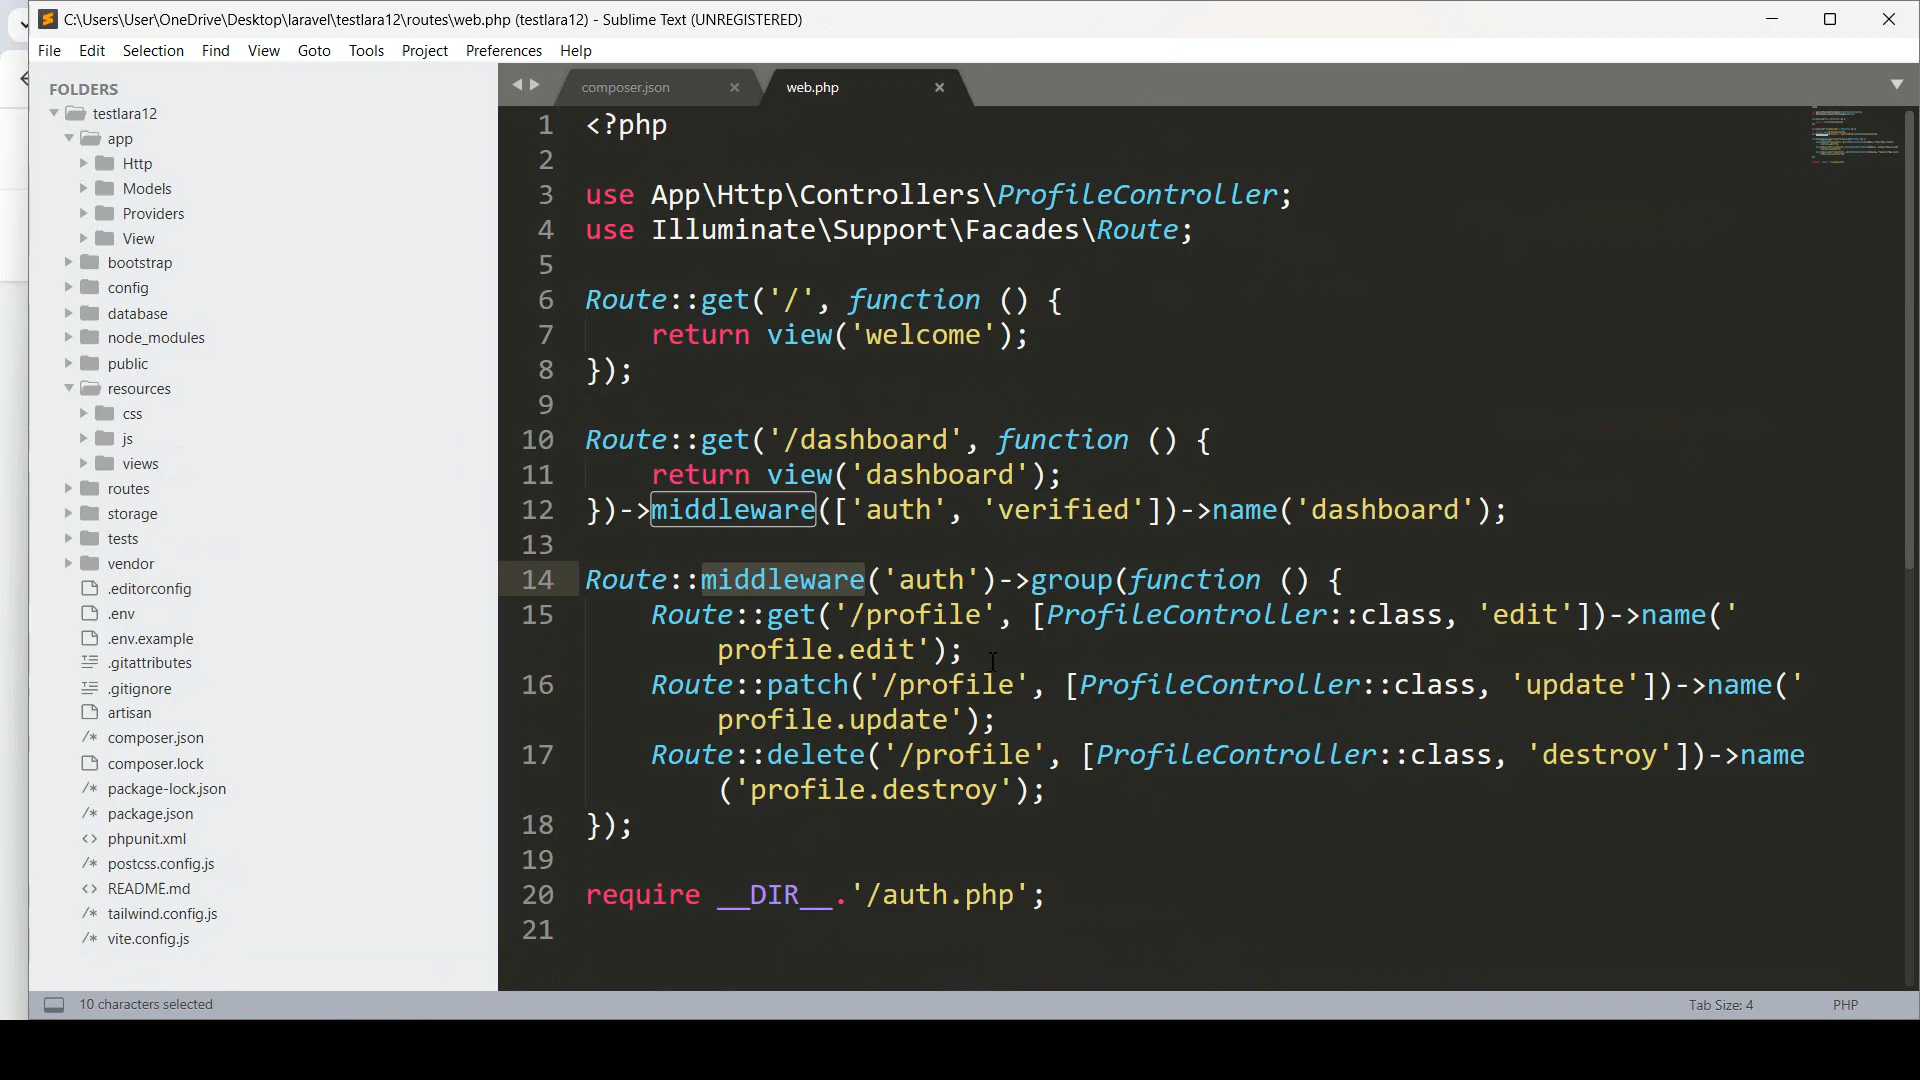 C:\Users\User\OneDrive\Desktop\laravel\testlara12\routes\web.php (testlara12) - Sublime Text (UNREGISTERED)
File Edit Selection Find View Goto Tools Project Preferences Help
FOLDERS
testlara12
app
Http
Models
Providers
View
bootstrap
config
database
node_modules
public
resources
css
js
views
routes
storage
tests
vendor
.editorconfig
.env
.env.example
.gitattributes
.gitignore
artisan
composer.json
composer.lock
package-lock.json
package.json
phpunit.xml
postcss.config.js
README.md
tailwind.config.js
vite.config.js
composer.json web.php
1 <?php
2
3 use App\Http\Controllers\ProfileController;
4 use Illuminate\Support\Facades\Route;
5
6 Route::get('/', function () {
7 return view('welcome');
8 });
9
10 Route::get('/dashboard', function () {
11 return view('dashboard');
12 })->middleware(['auth', 'verified'])->name('dashboard');
13
14 Route::middleware('auth')->group(function () {
15 Route::get('/profile', [ProfileController::class, 'edit'])->name('
profile.edit');
16 Route::patch('/profile', [ProfileController::class, 'update'])->name('
profile.update');
17 Route::delete('/profile', [ProfileController::class, 'destroy'])->name
('profile.destroy');
18 });
19
20 require __DIR__.'/auth.php';
21
10 characters selected
Tab Size: 4 PHP